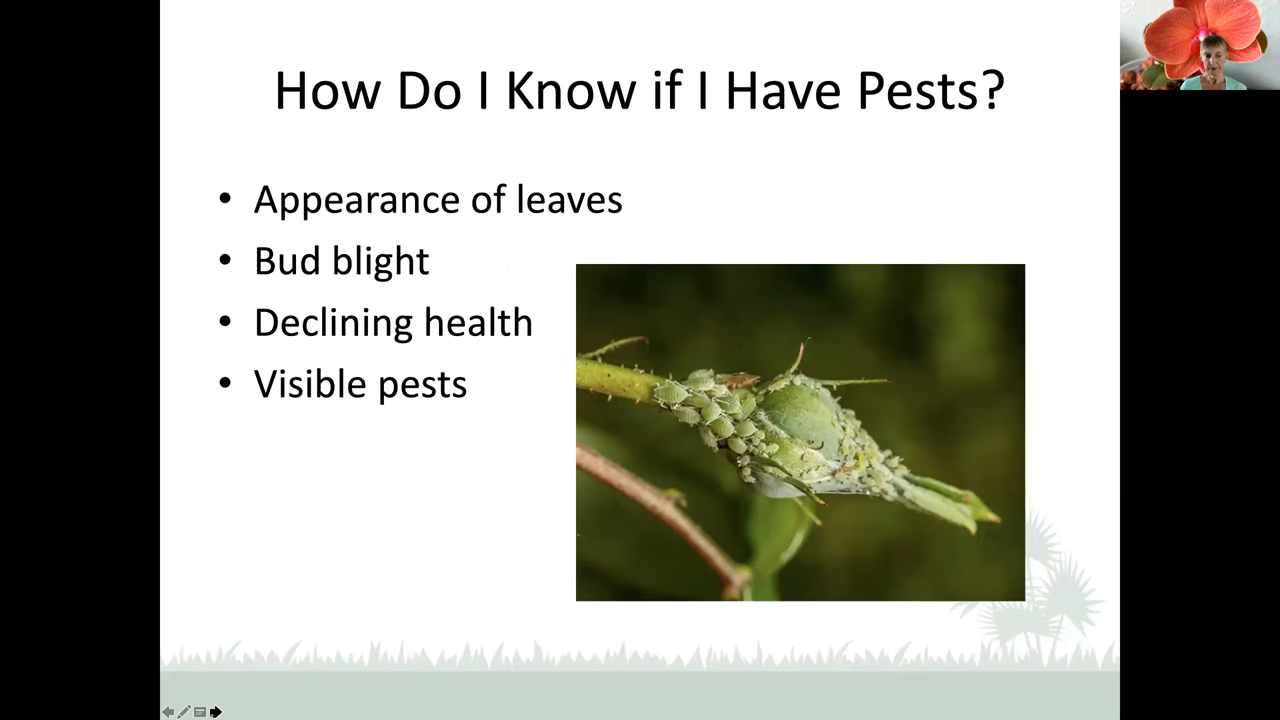 How Do I Know if I Have Pests?
• Appearance of leaves
• Bud blight
• Declining health
• Visible pests